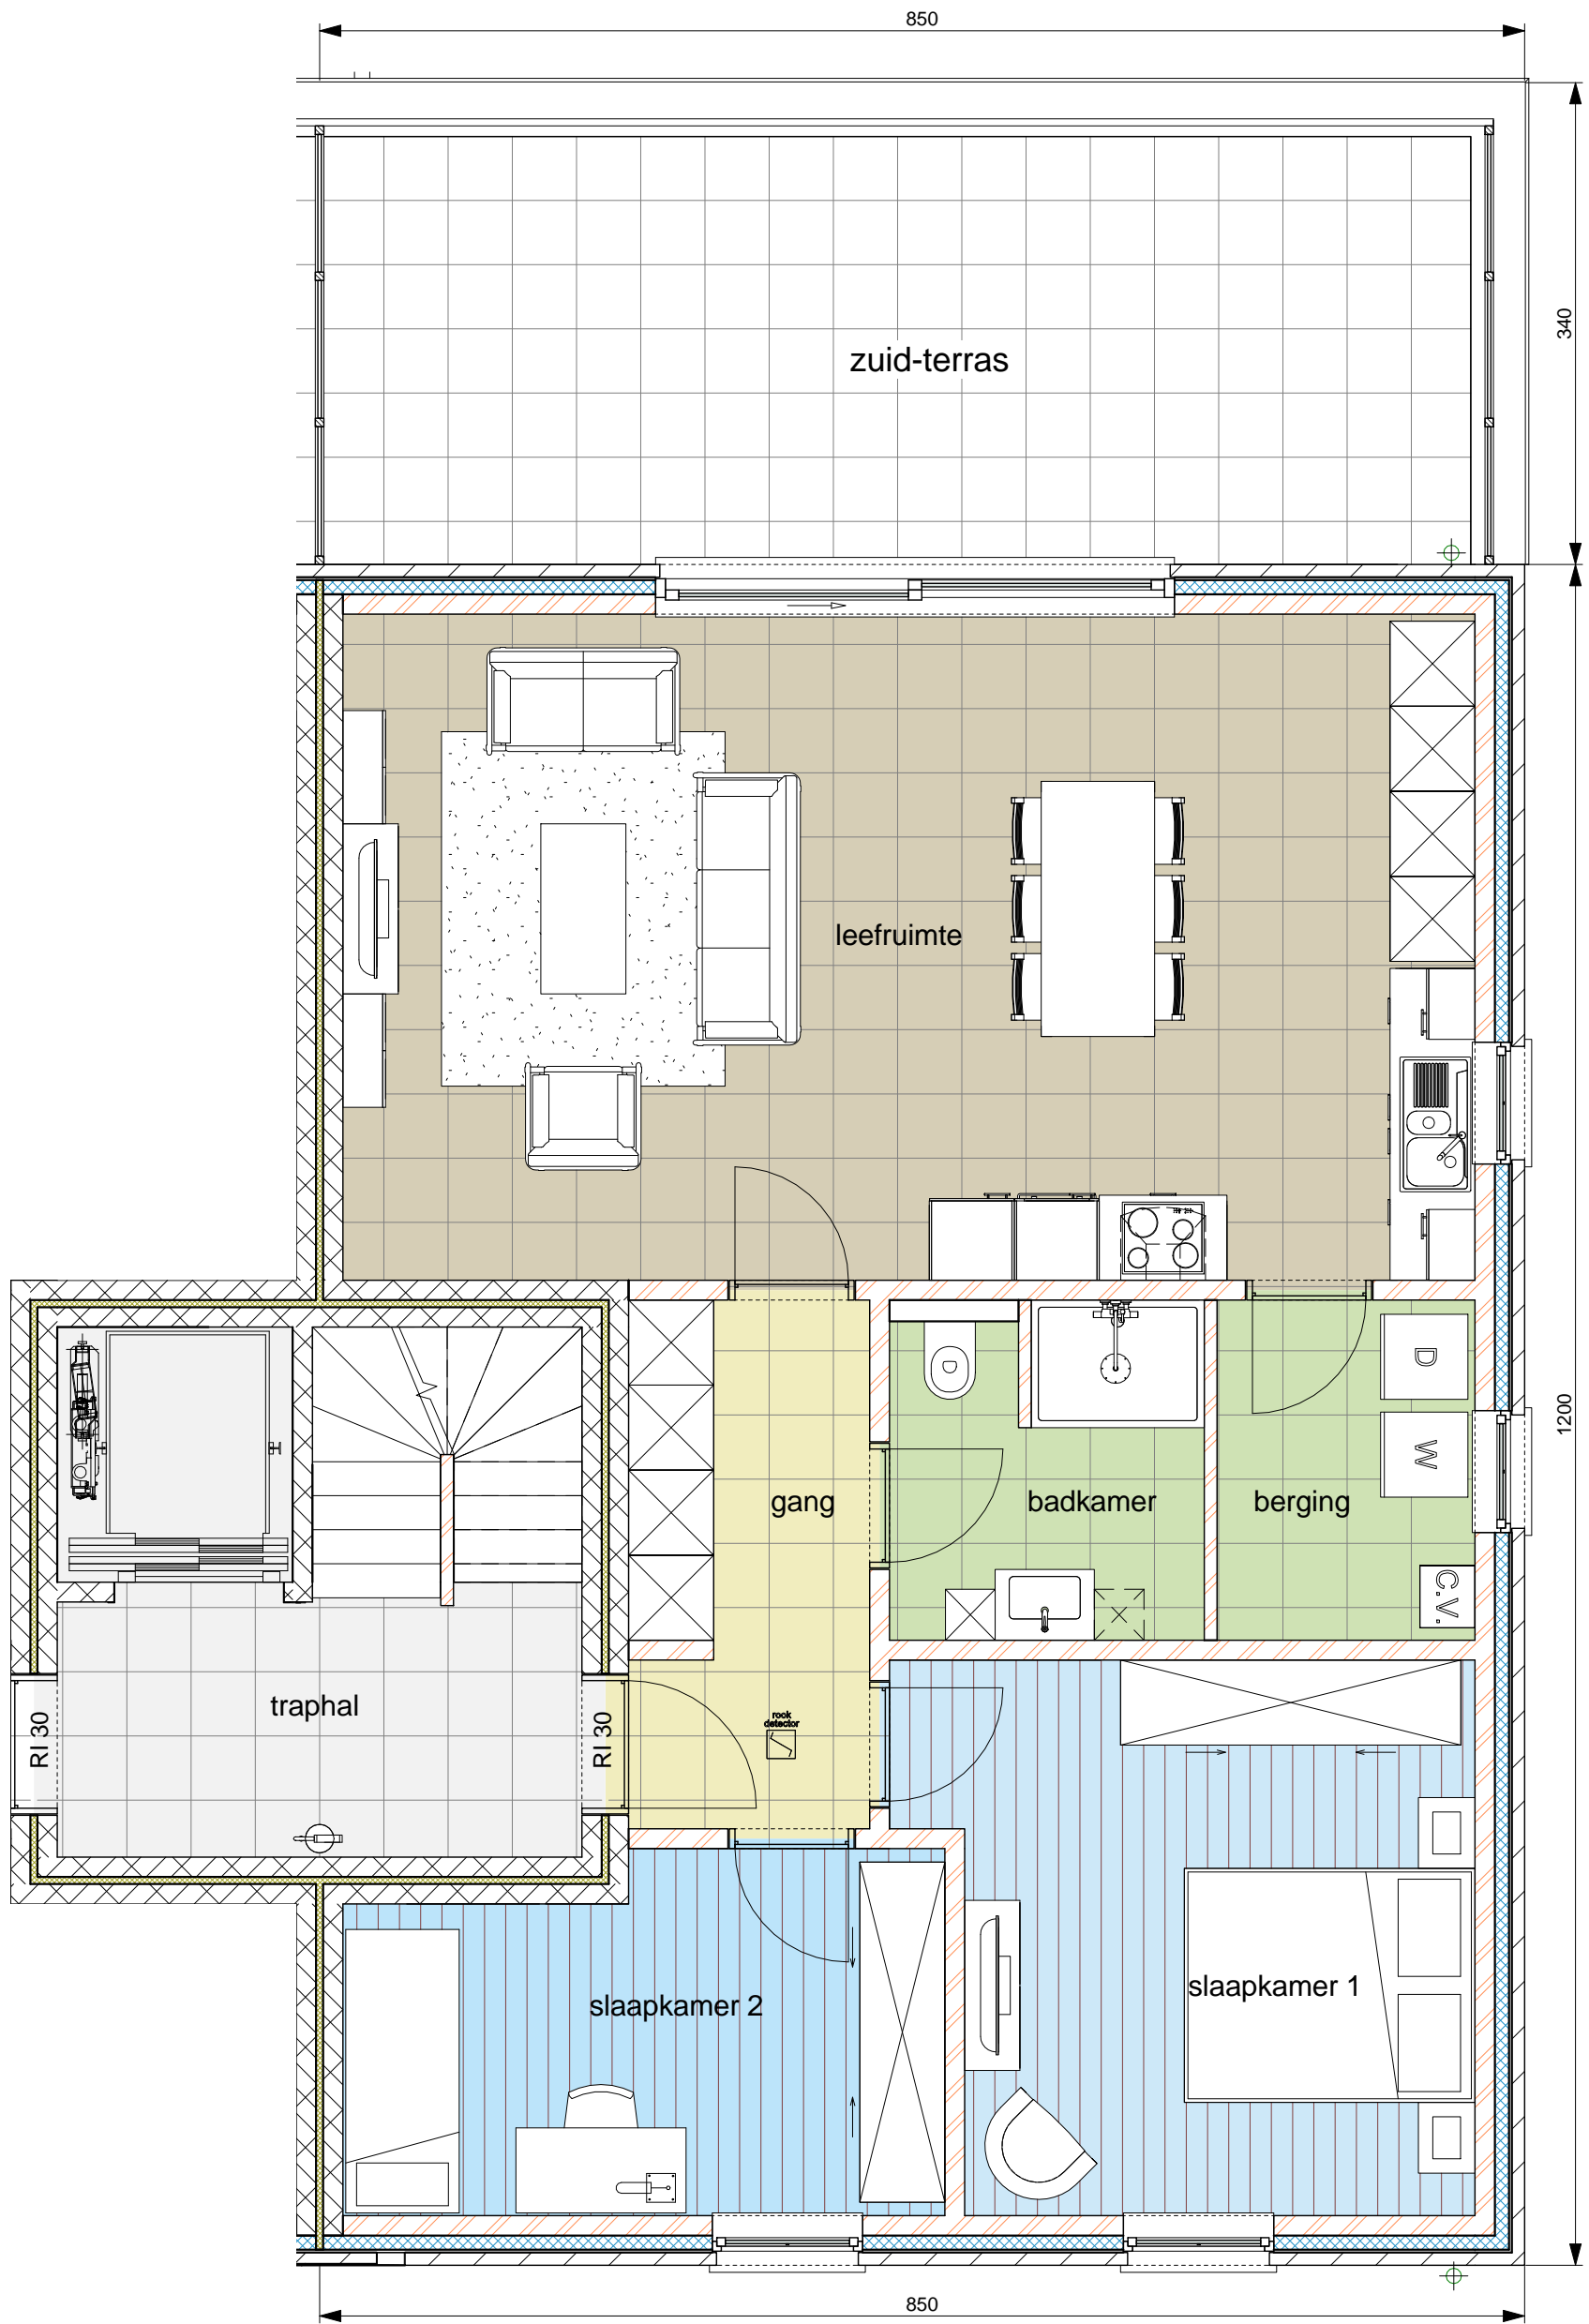 850
340
zuid-terras
leefruimte
1200
D
W
gang
badkamer
berging
C.V.
traphal
RI 30
RI 30
rook
detector
slaapkamer 1
slaapkamer 2
850